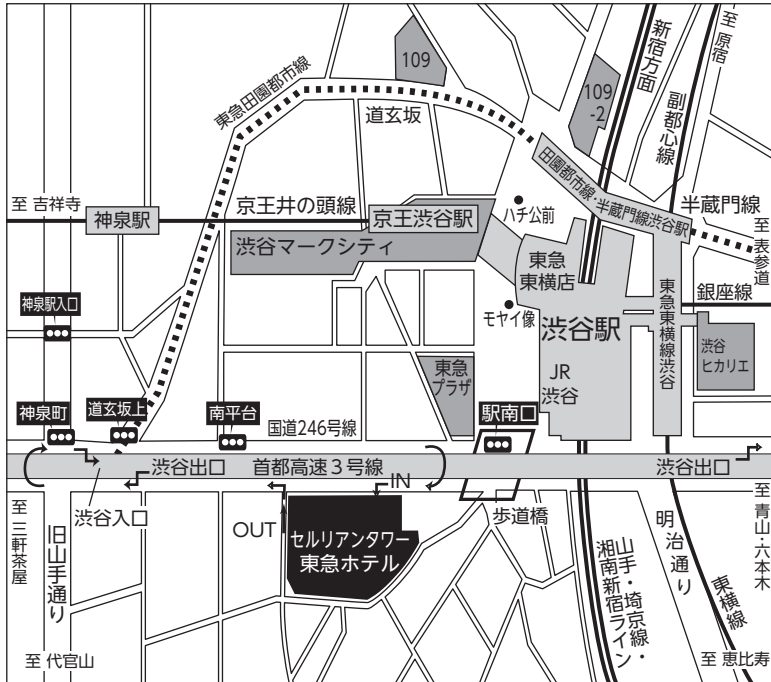 109
東急田園都市線
道玄坂
109
-2
新宿方面
副都心線
至 原宿
至 吉祥寺
神泉駅
京王井の頭線
京王渋谷駅
渋谷マークシティ
ハチ公前
田園都市線・半蔵門線渋谷駅
半蔵門線
至 表参道
東急
東横店
モヤイ像
渋谷駅
JR
渋谷
東急東横線渋谷
銀座線
渋谷
ヒカリエ
神泉駅入口
東急
プラザ
神泉町
道玄坂上
南平台
国道246号線
駅南口
渋谷出口
首都高速3号線
渋谷出口
IN
至 三軒茶屋
旧山手通り
渋谷入口
OUT
セルリアンタワー
東急ホテル
歩道橋
山手・埼京線・
湘南新宿ライン
明治通り
東横線
至 青山・六本木
至 代官山
至 恵比寿